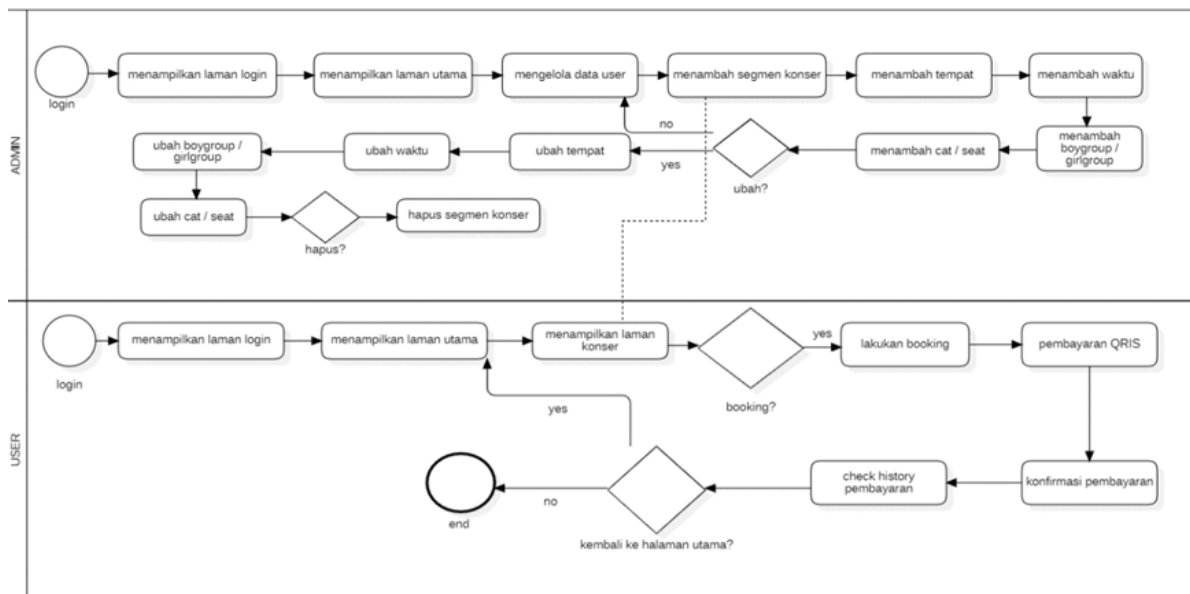 ADMIN
menampilkan laman login
menampilkan laman utama
mengelola data user
menambah segmen konser
menambah tempat
menambah waktu
login
no
ubah boygroup /
girlgroup
ubah waktu
ubah tempat
yes
menambah cat / seat
menambah
boygroup /
girlgroup
ubah?
ubah cat / seat
hapus segmen konser
hapus?
USER
menampilkan laman login
menampilkan laman utama
menampilkan laman
konser
yes
lakukan booking
pembayaran QRIS
login
booking?
yes
check history
pembayaran
konfirmasi pembayaran
no
end
kembali ke halaman utama?